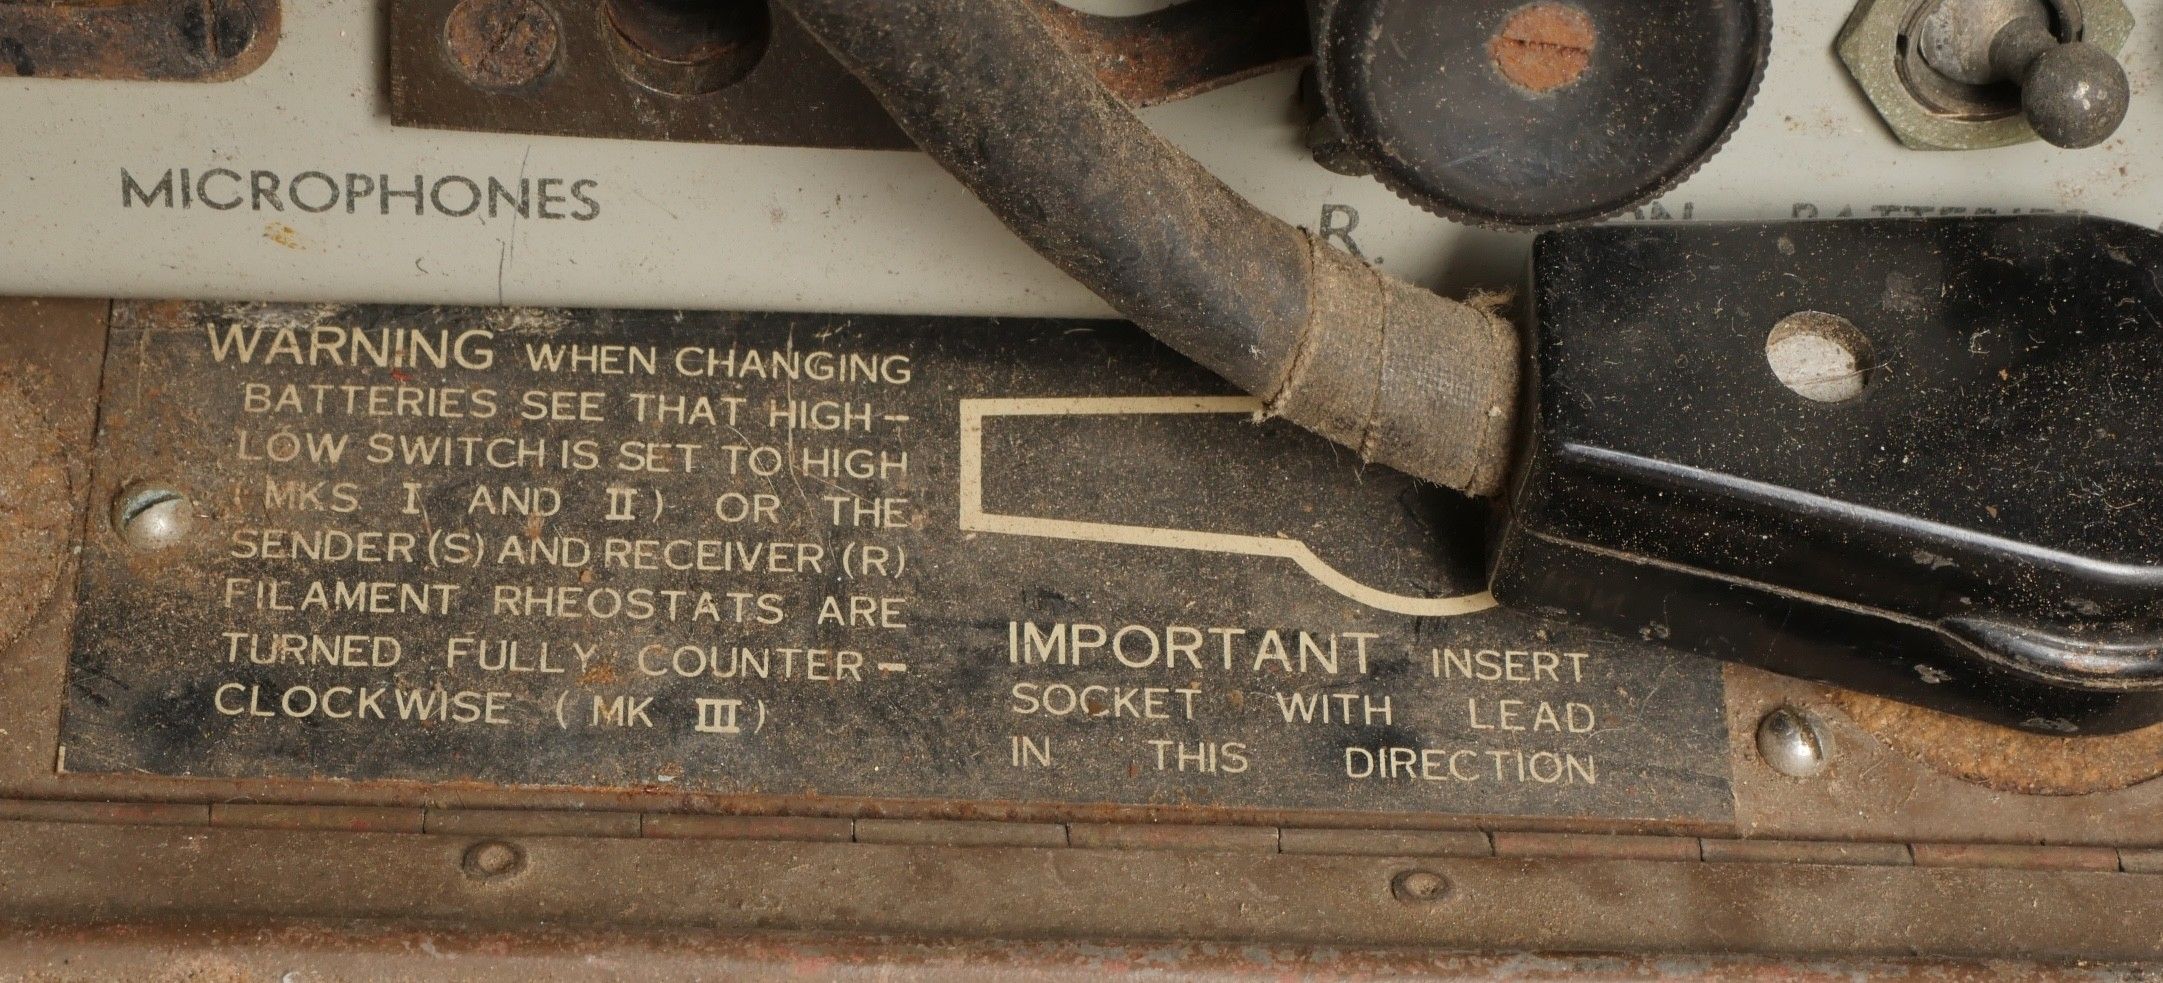 MICROPHONES
R.
WARNING WHEN CHANGING
BATTERIES SEE THAT HIGH-
LOW SWITCH IS SET TO HIGH
(MKS I AND II) OR THE
SENDER (S) AND RECEIVER (R)
FILAMENT RHEOSTATS ARE
TURNED FULLY COUNTER-
CLOCKWISE (MK III)
IMPORTANT INSERT
SOCKET WITH LEAD
IN THIS DIRECTION